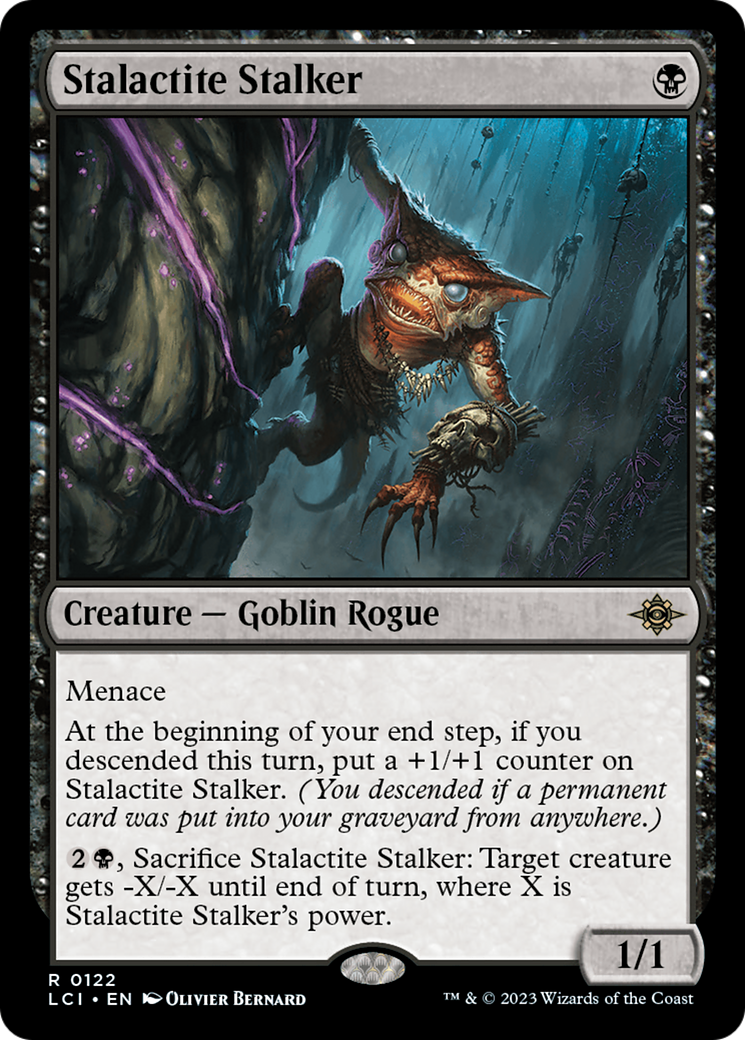 Stalactite Stalker
Creature — Goblin Rogue
Menace
At the beginning of your end step, if you
descended this turn, put a +1/+1 counter on
Stalactite Stalker. (You descended if a permanent
card was put into your graveyard from anywhere.)
2, Sacrifice Stalactite Stalker: Target creature
gets -X/-X until end of turn, where X is
Stalactite Stalker's power.
1/1
R 0122
LCI • EN Olivier Bernard
™ & © 2023 Wizards of the Coast